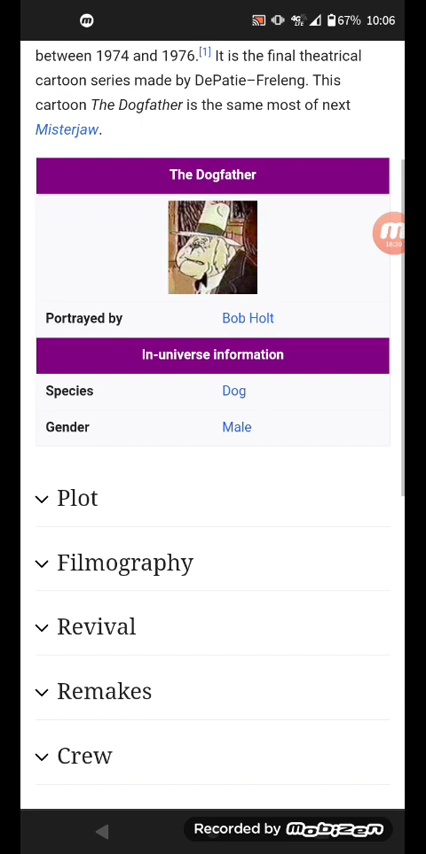 67% 10:06
between 1974 and 1976.[1] It is the final theatrical
cartoon series made by DePatie–Freleng. This
cartoon The Dogfather is the same most of next
Misterjaw.
The Dogfather
Portrayed by Bob Holt
In-universe information
Species Dog
Gender Male
Plot
Filmography
Revival
Remakes
Crew
Recorded by mobizen